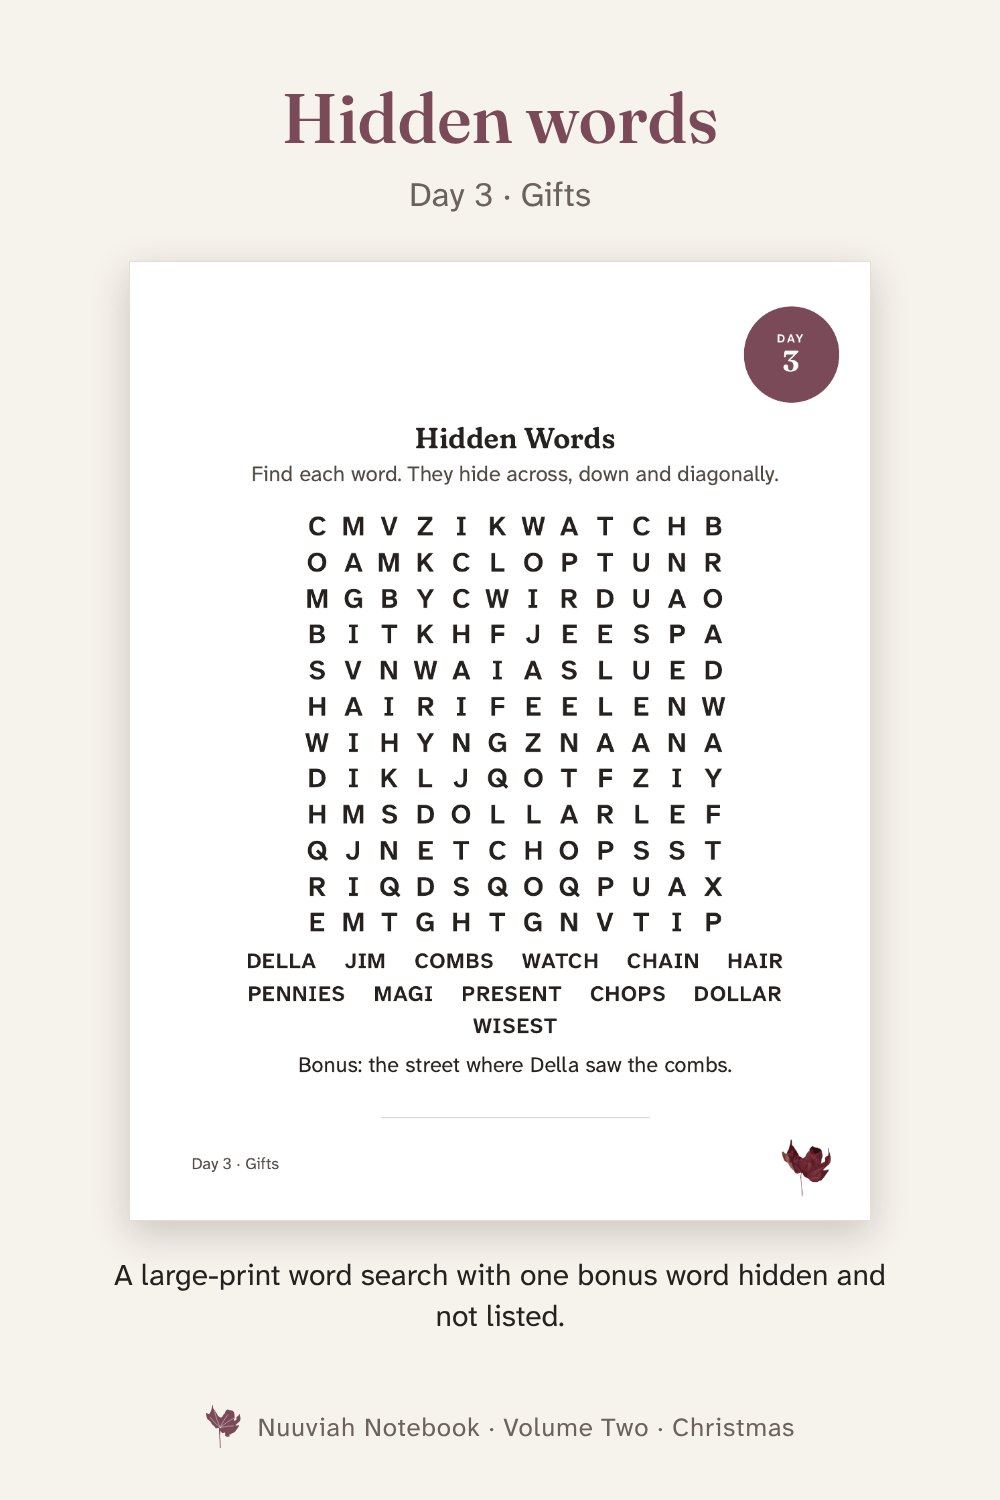 Hidden words
Day 3 · Gifts
DAY
3
Hidden Words
Find each word. They hide across, down and diagonally.
C M V Z I K W A T C H B
O A M K C L O P T U N R
M G B Y C W I R D U A O
B I T K H F J E E S P A
S V N W A I A S L U E D
H A I R I F E E L E N W
W I H Y N G Z N A A N A
D I K L J Q O T F Z I Y
H M S D O L L A R L E F
Q J N E T C H O P S S T
R I Q D S Q O Q P U A X
E M T G H T G N V T I P
DELLA JIM COMBS WATCH CHAIN HAIR
PENNIES MAGI PRESENT CHOPS DOLLAR
WISEST
Bonus: the street where Della saw the combs.
Day 3 · Gifts
A large-print word search with one bonus word hidden and
not listed.
Nuuviah Notebook · Volume Two · Christmas